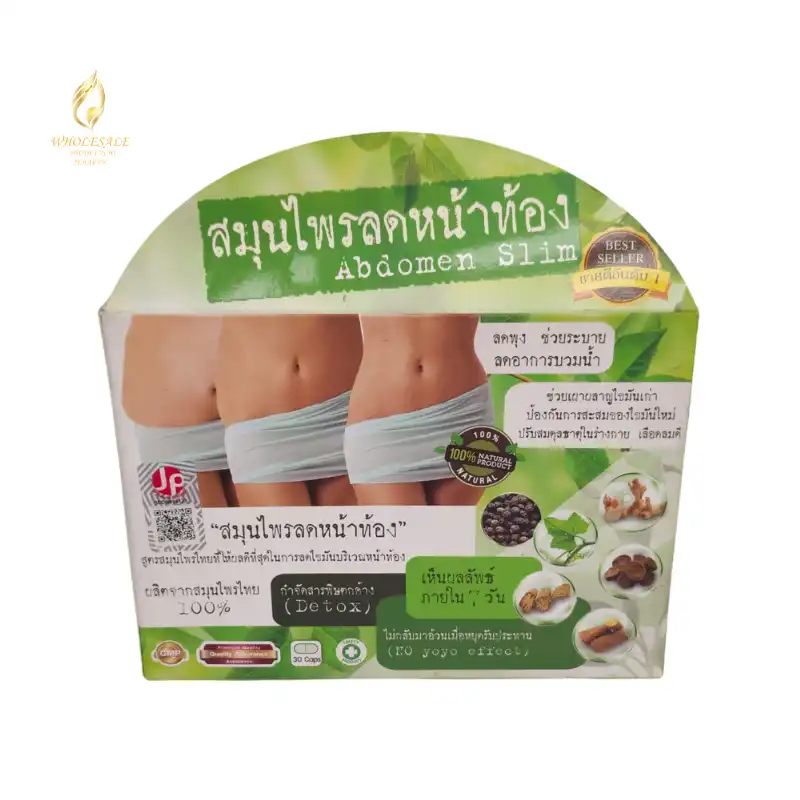 WHOLESALE
สมุนไพรลดหน้าท้อง
Abdomen Slim
BEST
SELLER
ขายดีอันดับ 1
ลดพุง ช่วยระบาย
ลดอาการบวมน้ำ
ช่วยเผาผลาญไขมันเก่า
ป้องกันการสะสมของไขมันใหม่
ปรับสมดุลธาตุในร่างกาย เลือดลมดี
100%
100% NATURAL
PRODUCT
NATURAL
JP
"สมุนไพรลดหน้าท้อง"
สูตรสมุนไพรไทยที่ให้ผลดีที่สุดในการลดไขมันบริเวณหน้าท้อง
ผลิตจากสมุนไพรไทย
100%
กำจัดสารพิษตกค้าง
(Detox)
เห็นผลลัพธ์
ภายใน 7 วัน
ไม่กลับมาอ้วนเมื่อหยุดรับประทาน
(NO yoyo effect)
GMP
Premium Quality
Quality Assurance
30 Caps